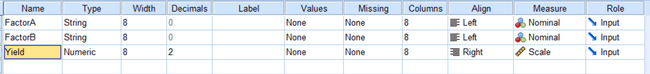 Name Type Width Decimals Label Values Missing Columns Align Measure Role
FactorA String 8 0 None None 8 Left Nominal Input
FactorB String 8 0 None None 8 Left Nominal Input
Yield Numeric 8 2 None None 8 Right Scale Input